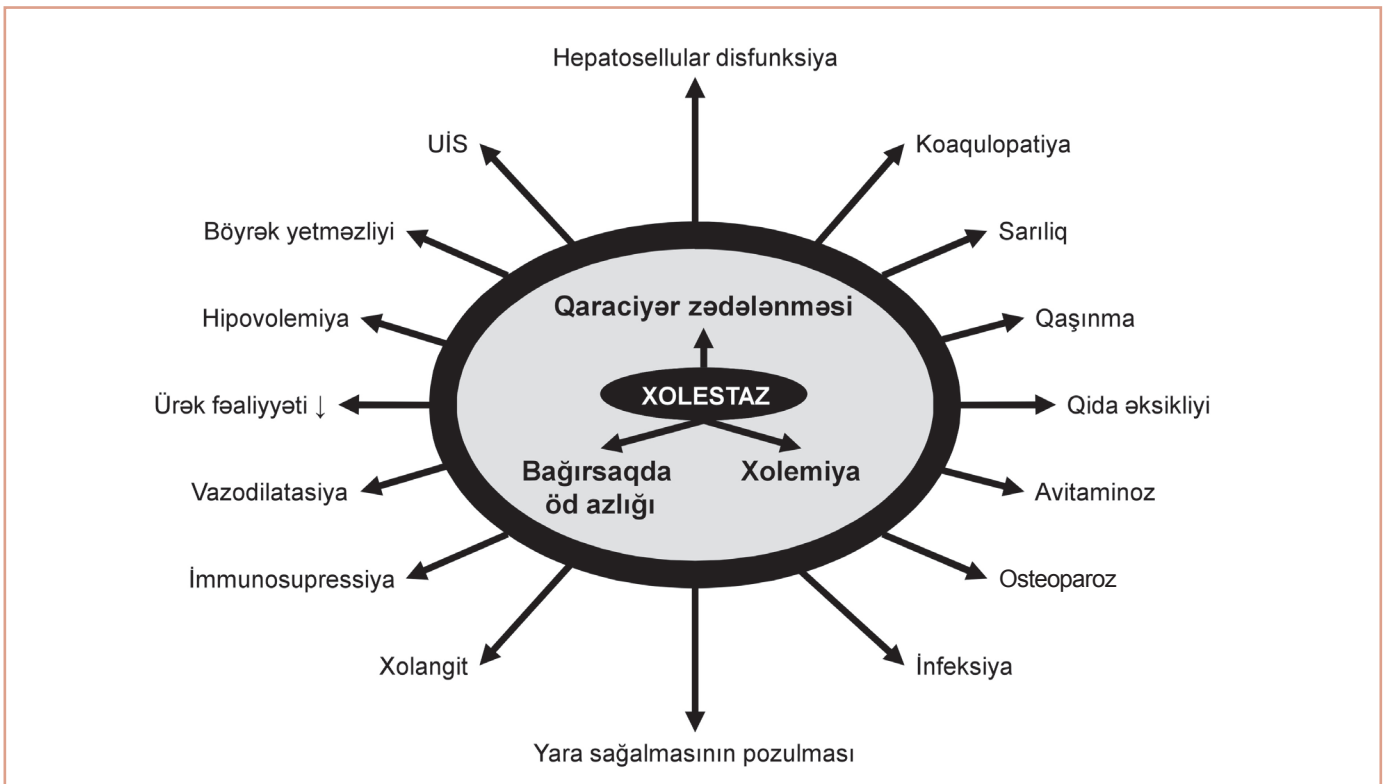 Hepatosellular disfunksiya
UİS
Koaqulopatiya
Böyrək yetməzliyi
Sarıliq
Hipovolemiya
Qaşınma
Qaraciyər zədələnməsi
XOLESTAZ
Ürək fəaliyyəti ↓
Qida əksikliyi
Bağırsaqda
öd azlığı
Xolemiya
Vazodilatasiya
Avitaminoz
İmmunosupressiya
Osteoparoz
Xolangit
İnfeksiya
Yara sağalmasının pozulması